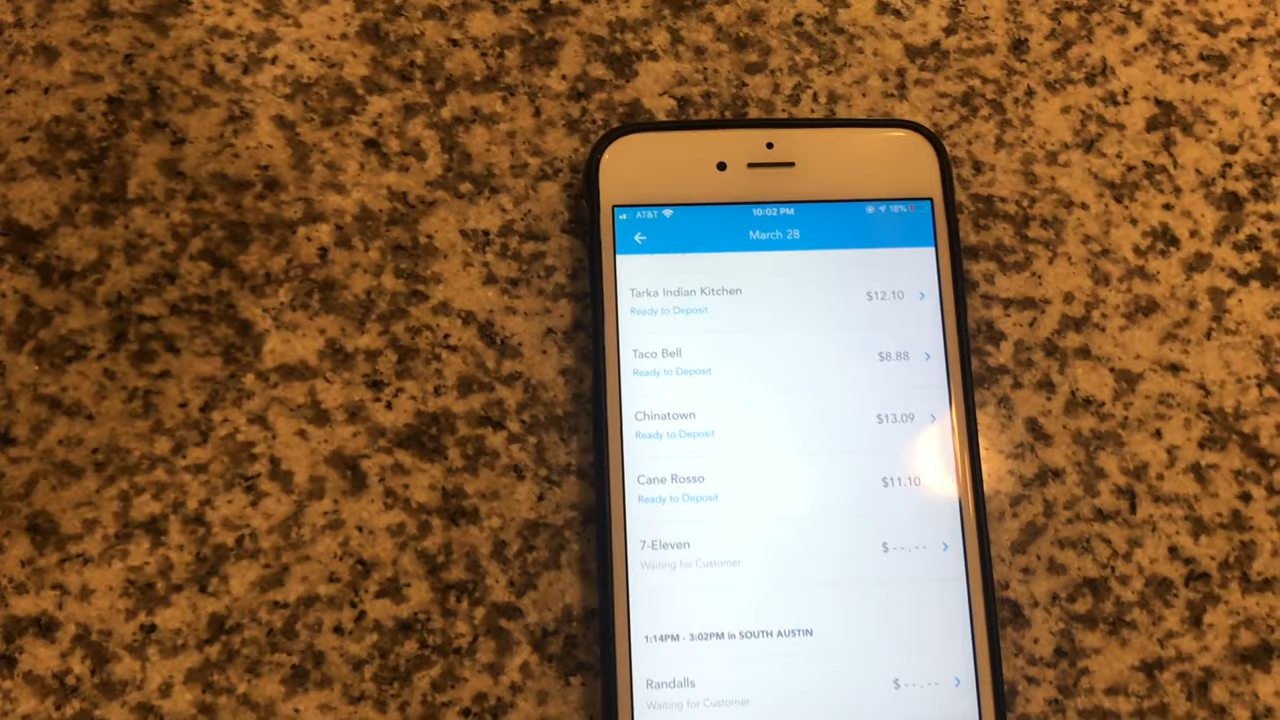 AT&T 10:02 PM 18%
March 28
Tarka Indian Kitchen $12.10
Ready to Deposit
Taco Bell $8.88
Ready to Deposit
Chinatown $13.09
Ready to Deposit
Cane Rosso $11.10
Ready to Deposit
7-Eleven $--.--
Waiting for Customer
1:14PM - 3:02PM in SOUTH AUSTIN
Randalls $--.--
Waiting for Customer